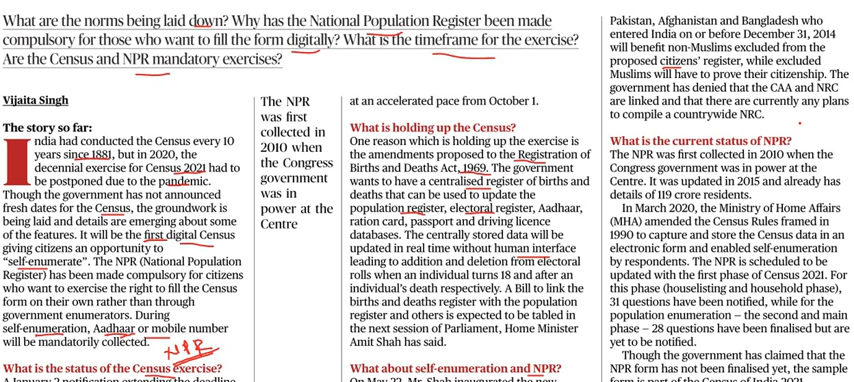 What are the norms being laid down? Why has the National Population Register been made
compulsory for those who want to fill the form digitally? What is the timeframe for the exercise?
Are the Census and NPR mandatory exercises?
Vijaita Singh
The story so far:
India had conducted the Census every 10
years since 1881, but in 2020, the
decennial exercise for Census 2021 had to
be postponed due to the pandemic.
Though the government has not announced
fresh dates for the Census, the groundwork is
being laid and details are emerging about some
of the features. It will be the first digital Census
giving citizens an opportunity to
“self-enumerate”. The NPR (National Population
Register) has been made compulsory for citizens
who want to exercise the right to fill the Census
form on their own rather than through
government enumerators. During
self-enumeration, Aadhaar or mobile number
will be mandatorily collected.
NPR
What is the status of the Census exercise?
A January 2 notification extending the deadline
The NPR
was first
collected in
2010 when
the Congress
government
was in
power at the
Centre
at an accelerated pace from October 1.
What is holding up the Census?
One reason which is holding up the exercise is
the amendments proposed to the Registration of
Births and Deaths Act, 1969. The government
wants to have a centralised register of births and
deaths that can be used to update the
population register, electoral register, Aadhaar,
ration card, passport and driving licence
databases. The centrally stored data will be
updated in real time without human interface
leading to addition and deletion from electoral
rolls when an individual turns 18 and after an
individual’s death respectively. A Bill to link the
births and deaths register with the population
register and others is expected to be tabled in
the next session of Parliament, Home Minister
Amit Shah has said.
What about self-enumeration and NPR?
On May 22, Mr. Shah inaugurated the new
Pakistan, Afghanistan and Bangladesh who
entered India on or before December 31, 2014
will benefit non-Muslims excluded from the
proposed citizens’ register, while excluded
Muslims will have to prove their citizenship. The
government has denied that the CAA and NRC
are linked and that there are currently any plans
to compile a countrywide NRC.
What is the current status of NPR?
The NPR was first collected in 2010 when the
Congress government was in power at the
Centre. It was updated in 2015 and already has
details of 119 crore residents.
In March 2020, the Ministry of Home Affairs
(MHA) amended the Census Rules framed in
1990 to capture and store the Census data in an
electronic form and enabled self-enumeration
by respondents. The NPR is scheduled to be
updated with the first phase of Census 2021. For
this phase (houselisting and household phase),
31 questions have been notified, while for the
population enumeration – the second and main
phase – 28 questions have been finalised but are
yet to be notified.
Though the government has claimed that the
NPR form has not been finalised yet, the sample
form is part of the Census of India 2021